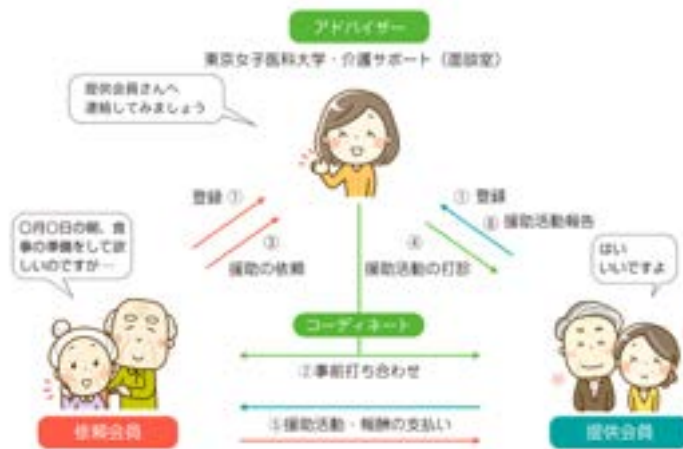 アドバイザー
東京女子医科大学・介護サポート（面談室）
提供会員さんへ
連絡してみましょう
登録 ①
① 登録
⑥ 援助活動報告
〇月〇日の朝、食
事の準備をして欲
しいのですが…
③
援助の依頼
④
援助活動の打診
はい
いいですよ
コーディネート
②事前打ち合わせ
⑤援助活動・報酬の支払い
依頼会員
提供会員